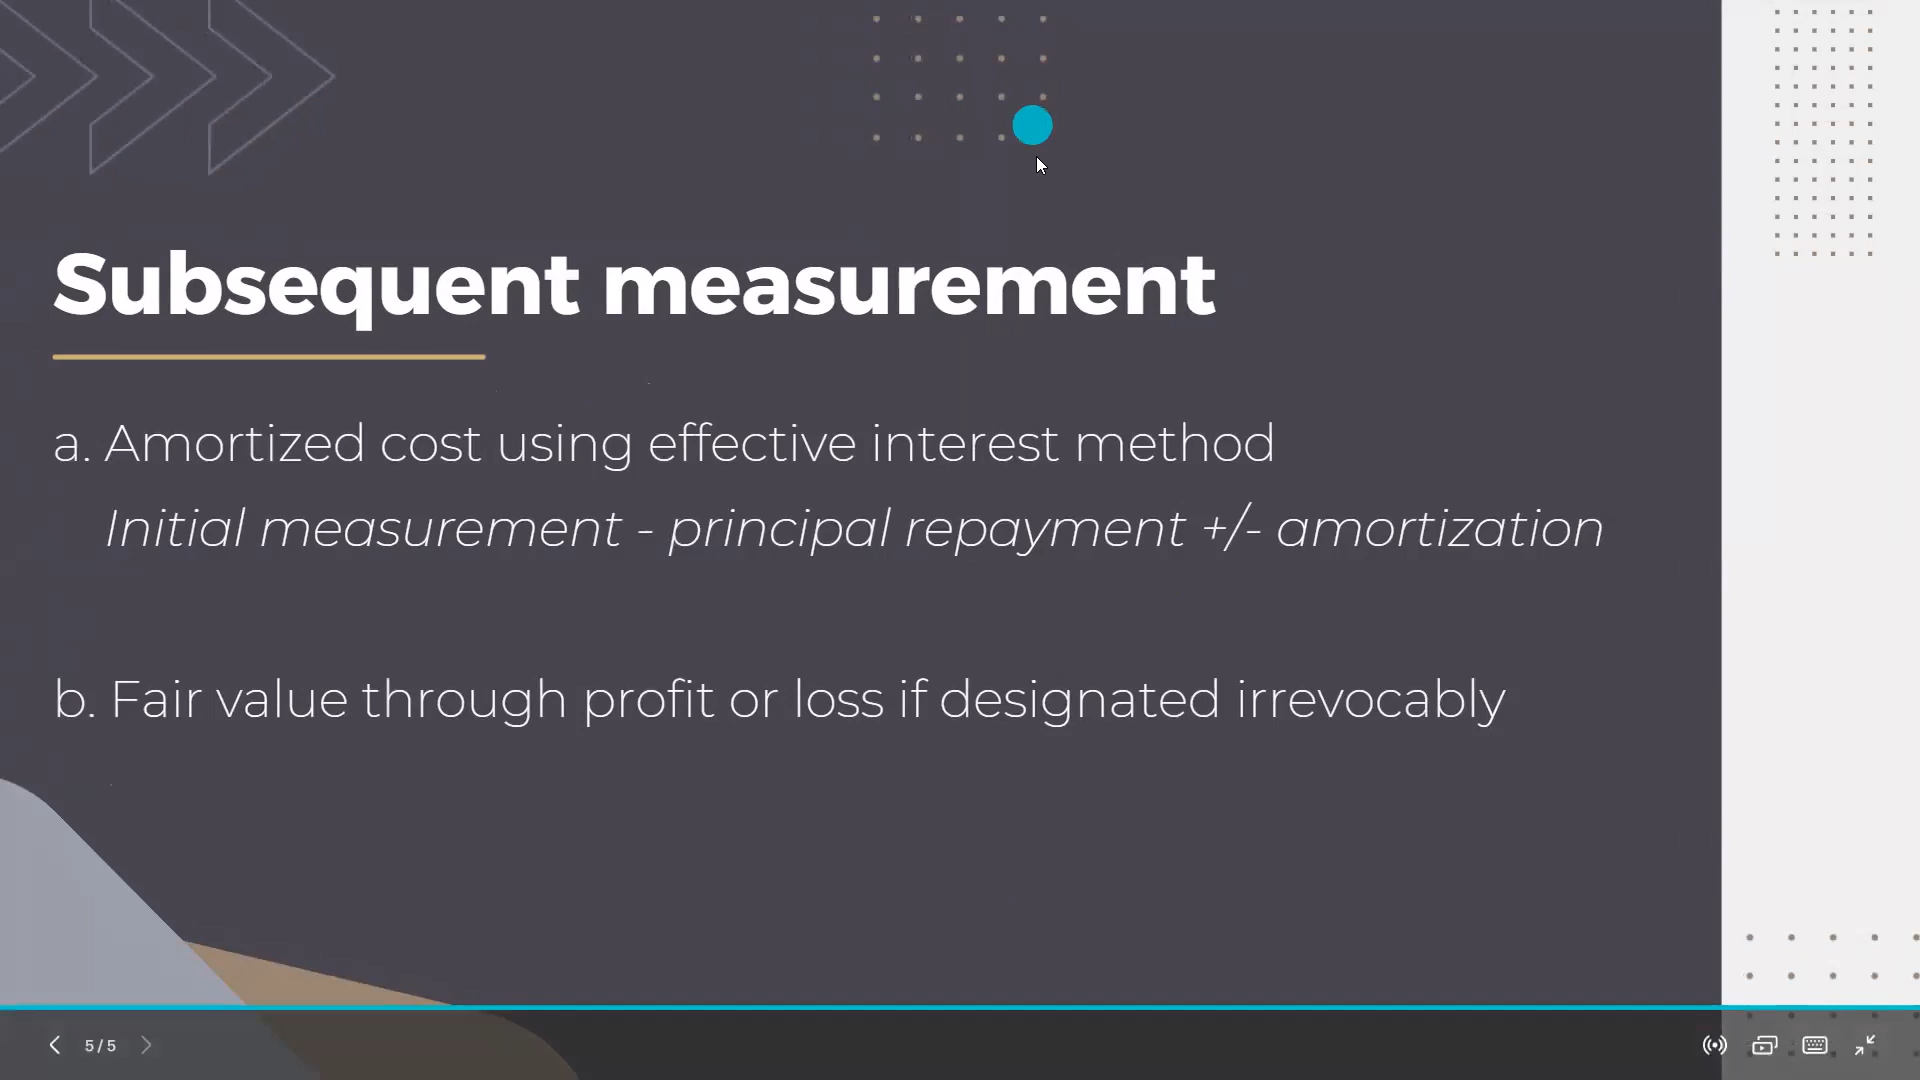 Subsequent measurement
a. Amortized cost using effective interest method
Initial measurement - principal repayment +/- amortization
b. Fair value through profit or loss if designated irrevocably
5/5